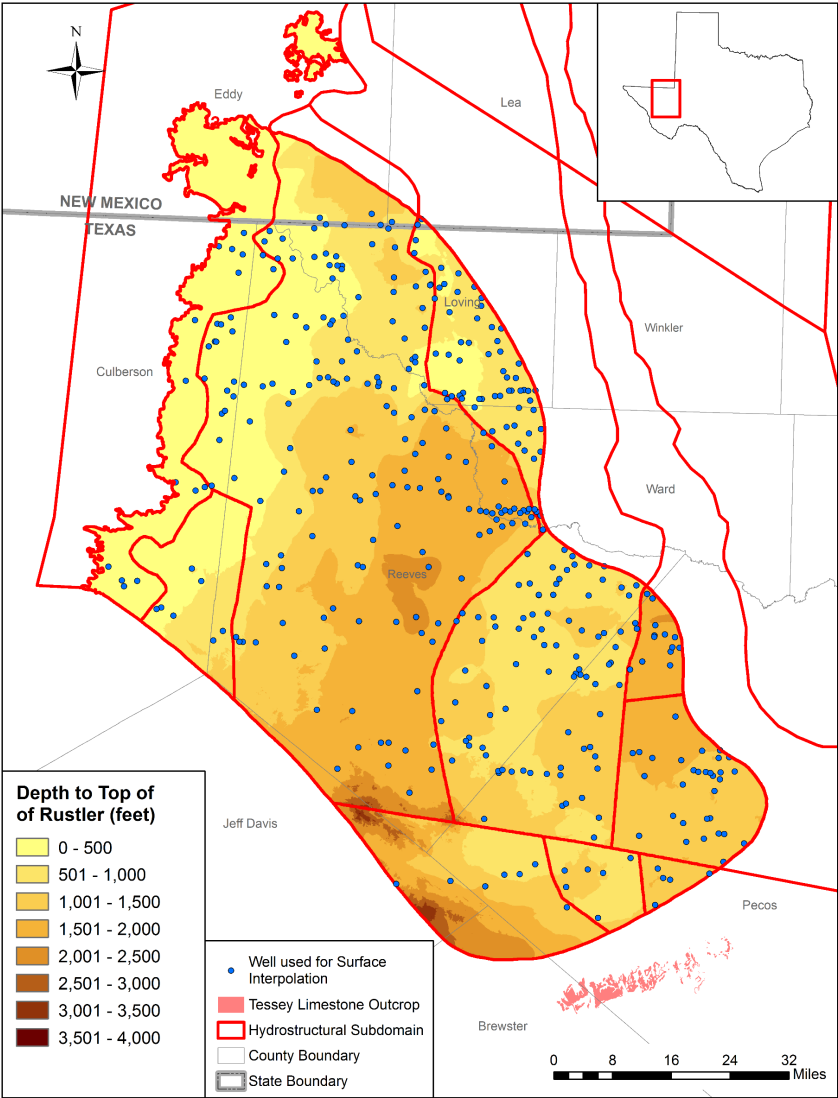 N
Eddy
Lea
NEW MEXICO
TEXAS
Loving
Winkler
Culberson
Ward
Reeves
Jeff Davis
Pecos
Brewster
Depth to Top of
of Rustler (feet)
0 - 500
501 - 1,000
1,001 - 1,500
1,501 - 2,000
2,001 - 2,500
2,501 - 3,000
3,001 - 3,500
3,501 - 4,000
Well used for Surface
Interpolation
Tessey Limestone Outcrop
Hydrostructural Subdomain
County Boundary
State Boundary
0 8 16 24 32
Miles